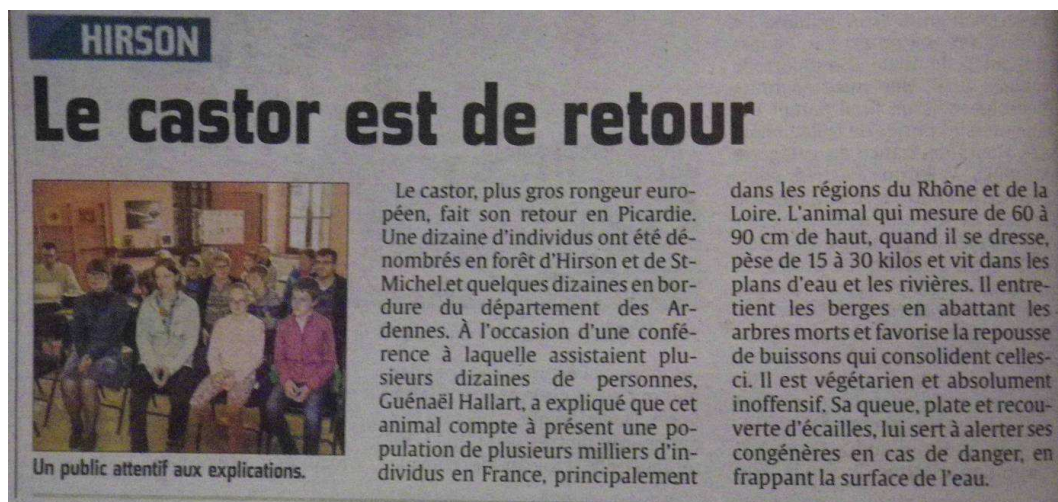 HIRSON
Le castor est de retour
Un public attentif aux explications.
Le castor, plus gros rongeur euro-
péen, fait son retour en Picardie.
Une dizaine d'individus ont été dé-
nombrés en forêt d'Hirson et de St-
Michel et quelques dizaines en bor-
dure du département des Ar-
dennes. À l'occasion d'une confé-
rence à laquelle assistaient plu-
sieurs dizaines de personnes,
Guénaël Hallart, a expliqué que cet
animal compte à présent une po-
pulation de plusieurs milliers d'in-
dividus en France, principalement
dans les régions du Rhône et de la
Loire. L'animal qui mesure de 60 à
90 cm de haut, quand il se dresse,
pèse de 15 à 30 kilos et vit dans les
plans d'eau et les rivières. Il entre-
tient les berges en abattant les
arbres morts et favorise la repousse
de buissons qui consolident celles-
ci. Il est végétarien et absolument
inoffensif. Sa queue, plate et recou-
verte d'écailles, lui sert à alerter ses
congénères en cas de danger, en
frappant la surface de l'eau.